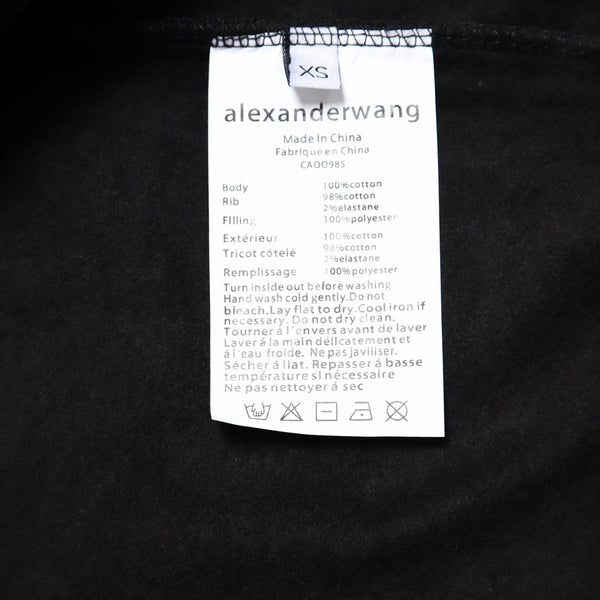 XS
alexanderwang
Made In China
Fabrique en China
CAOO98S
Body 100%cotton
Rib 98%cotton
2%elastane
FIlling 100%polyester
Extérieur 100%cotton
Tricot côtelé 98%cotton
2%elastane
Remplissage 100%polyester
Turn inside out before washing
Hand wash cold gently.Do not
bleach.Lay flat to dry.Cool iron if
necessary. Do not dry clean.
Tourner á l'envers avant de laver
Laver á la main délicatement et
á l'eau froide. Ne pas javiliser.
Sécher á llat. Repasser á basse
température sl nécessaire
Ne pas nettoyer á sec